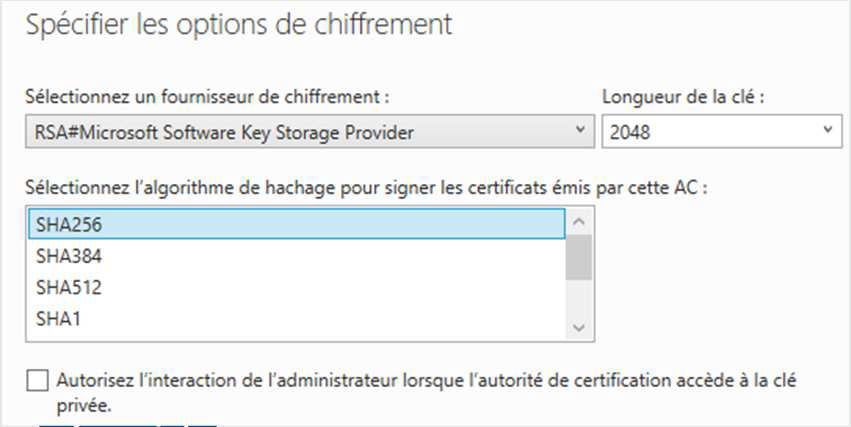 Spécifier les options de chiffrement
Sélectionnez un fournisseur de chiffrement :
Longueur de la clé :
RSA#Microsoft Software Key Storage Provider
2048
Sélectionnez l’algorithme de hachage pour signer les certificats émis par cette AC :
SHA256
SHA384
SHA512
SHA1
Autorisez l’interaction de l’administrateur lorsque l’autorité de certification accède à la clé
privée.